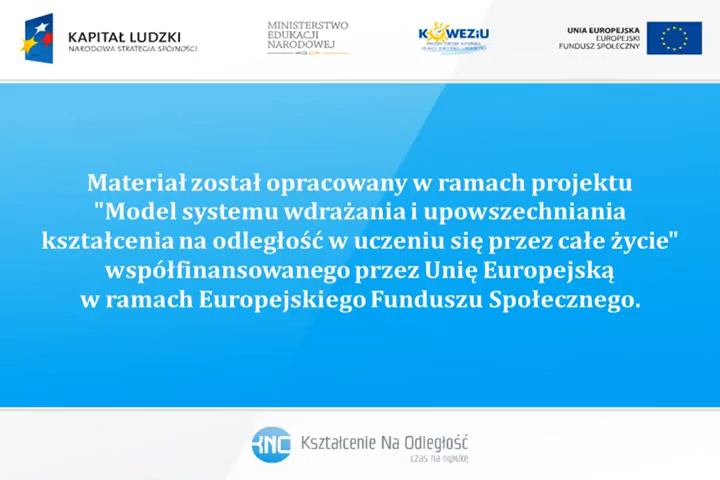 KAPITAŁ LUDZKI
NARODOWA STRATEGIA SPÓJNOŚCI
MINISTERSTWO
EDUKACJI
NARODOWEJ
KOWEZiU
UNIA EUROPEJSKA
EUROPEJSKI
FUNDUSZ SPOŁECZNY
Materiał został opracowany w ramach projektu
"Model systemu wdrażania i upowszechniania
kształcenia na odległość w uczeniu się przez całe życie"
współfinansowanego przez Unię Europejską
w ramach Europejskiego Funduszu Społecznego.
KNO
Kształcenie Na Odległość
czas na naukę